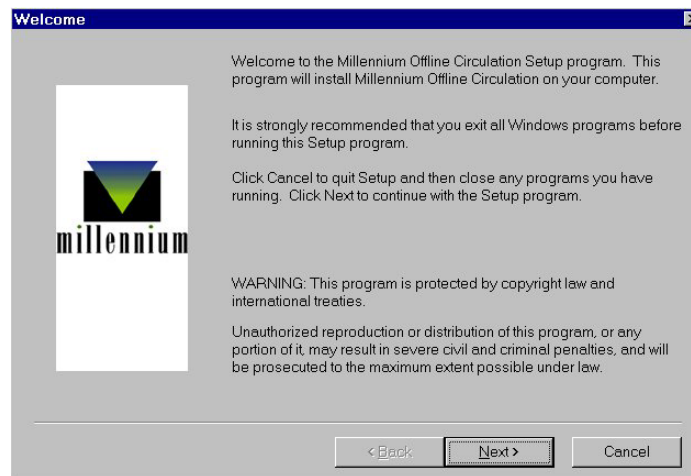 Welcome
Welcome to the Millennium Offline Circulation Setup program. This
program will install Millennium Offline Circulation on your computer.
It is strongly recommended that you exit all Windows programs before
running this Setup program.
Click Cancel to quit Setup and then close any programs you have
running. Click Next to continue with the Setup program.
millennium
WARNING: This program is protected by copyright law and
international treaties.
Unauthorized reproduction or distribution of this program, or any
portion of it, may result in severe civil and criminal penalties, and will
be prosecuted to the maximum extent possible under law.
< Back
Next >
Cancel